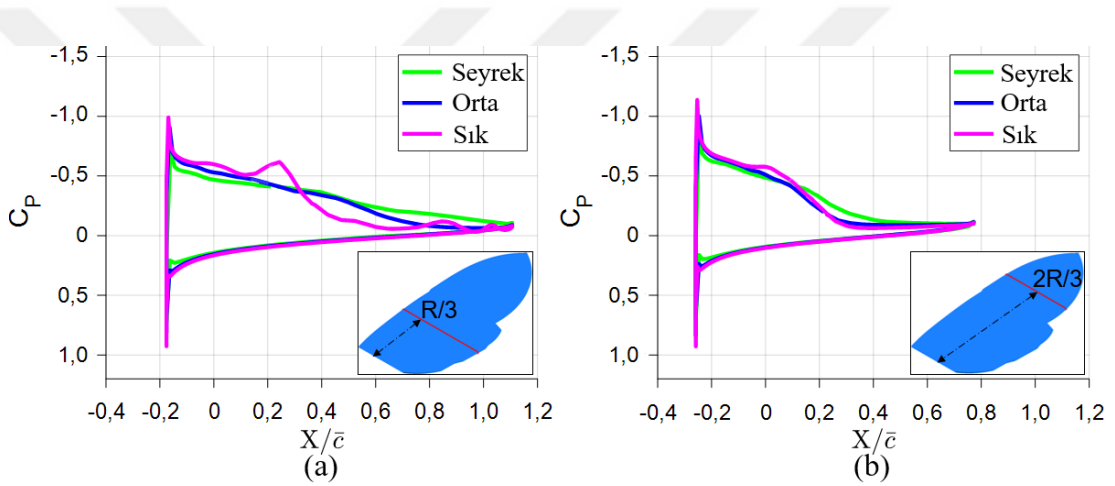 -1,5
-1,0
-0,5
0
0,5
1,0
C_P
-0,4 -0,2 0 0,2 0,4 0,6 0,8 1,0 1,2
X/c̄
(a)
Seyrek
Orta
Sık
R/3
-1,5
-1,0
-0,5
0
0,5
1,0
C_P
-0,4 -0,2 0 0,2 0,4 0,6 0,8 1,0 1,2
X/c̄
(b)
Seyrek
Orta
Sık
2R/3